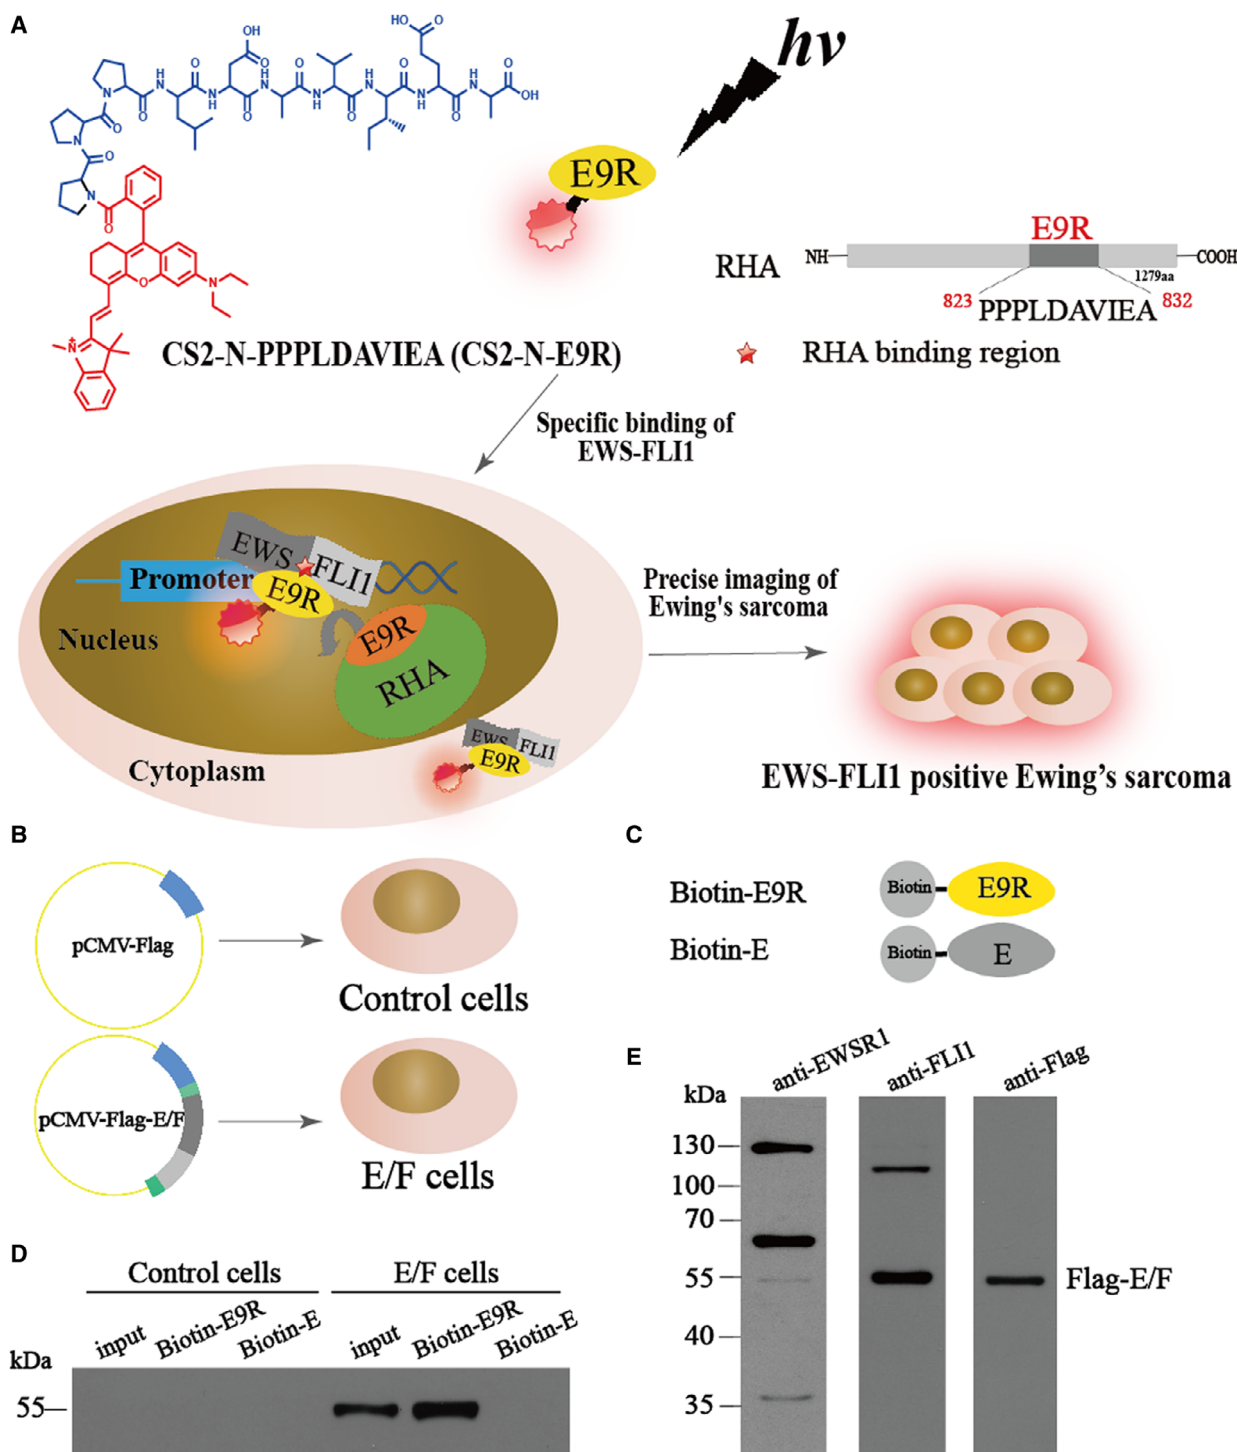 A
OH
O
HO
O
O
H
N
O
H
N
O
H
N
O
H
N
O
OH
N
O
N
H
O
N
H
O
N
H
O
N
H
O
N
O
N
O
N
O
O
N
N+
hv
E9R
E9R
RHA
NH
COOH
1279aa
823
832
PPPLDAVIEA
RHA binding region
CS2-N-PPPLDAVIEA (CS2-N-E9R)
Specific binding of
EWS-FLI1
EWS
FLI1
Promoter
E9R
Nucleus
E9R
RHA
EWS
FLI1
E9R
Cytoplasm
Precise imaging of
Ewing's sarcoma
EWS-FLI1 positive Ewing's sarcoma
B
pCMV-Flag
Control cells
pCMV-Flag-E/F
E/F cells
C
Biotin-E9R
Biotin
E9R
Biotin-E
Biotin
E
D
Control cells
E/F cells
input
Biotin-E9R
Biotin-E
input
Biotin-E9R
Biotin-E
kDa
55
E
anti-EWSR1
anti-FLI1
anti-Flag
kDa
130
100
70
55
40
35
Flag-E/F